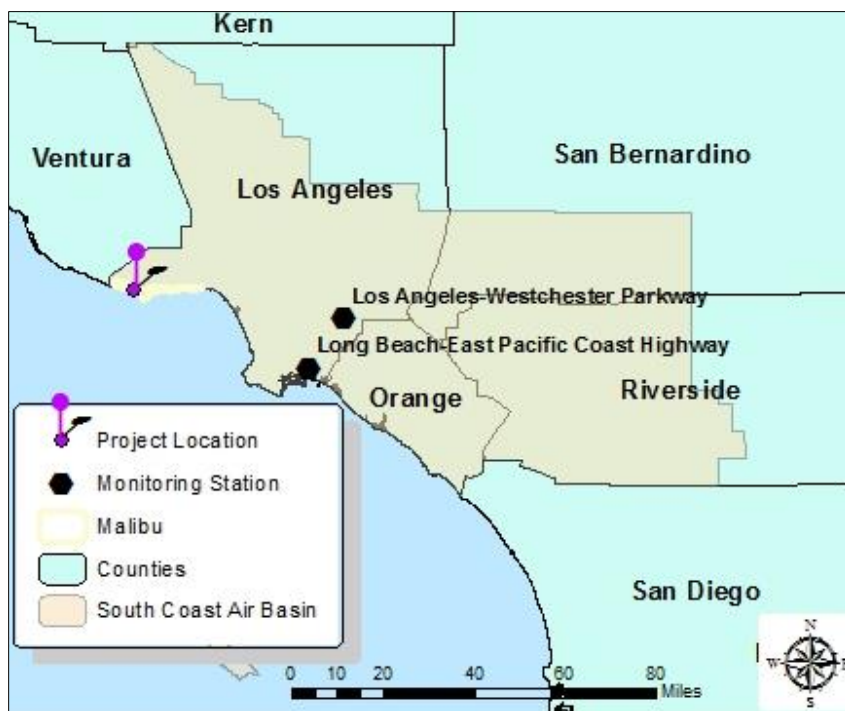 Kern
Ventura
San Bernardino
Los Angeles
Los Angeles-Westchester Parkway
Long Beach-East Pacific Coast Highway
Orange
Riverside
Project Location
Monitoring Station
Malibu
Counties
South Coast Air Basin
San Diego
0 10 20 40 60 80
Miles
N
W E
S